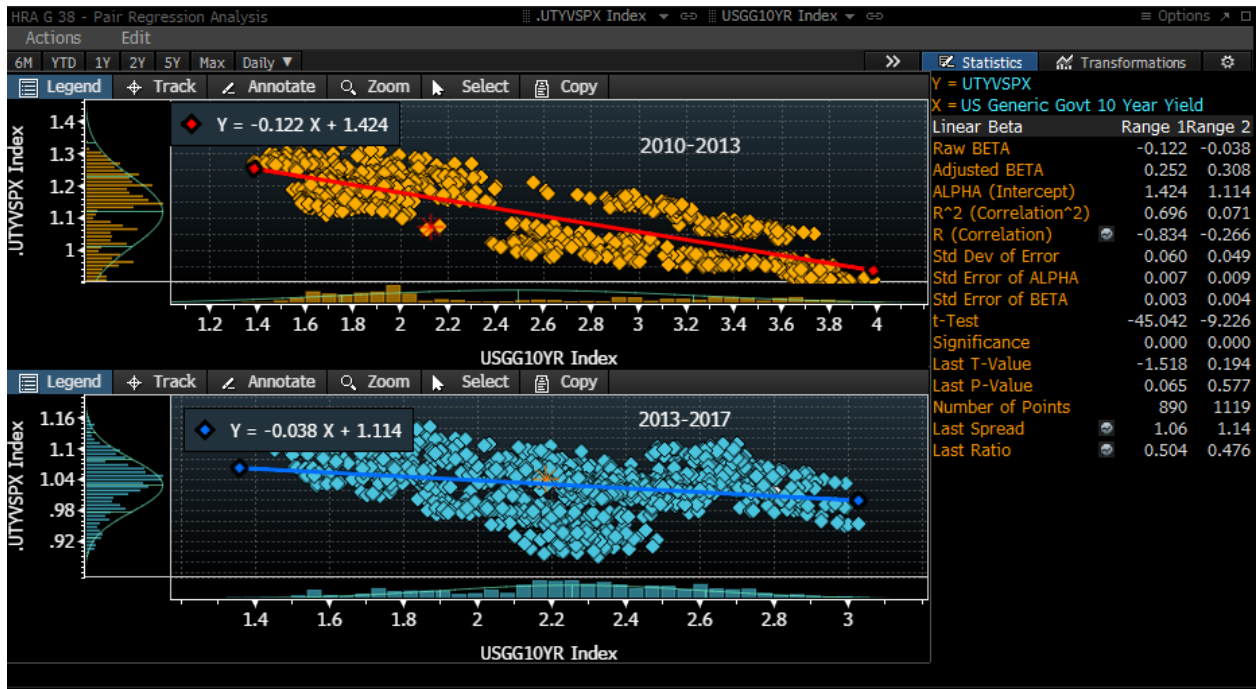 HRA G 38 - Pair Regression Analysis .UTYVSPX Index USGG10YR Index Options
Actions Edit
6M YTD 1Y 2Y 5Y Max Daily ▼ » Statistics Transformations
Legend Track Annotate Zoom Select Copy
Y = UTYVSPX
X = US Generic Govt 10 Year Yield
Linear Beta Range 1 Range 2
Raw BETA -0.122 -0.038
Adjusted BETA 0.252 0.308
ALPHA (Intercept) 1.424 1.114
R^2 (Correlation^2) 0.696 0.071
R (Correlation) -0.834 -0.266
Std Dev of Error 0.060 0.049
Std Error of ALPHA 0.007 0.009
Std Error of BETA 0.003 0.004
t-Test -45.042 -9.226
Significance 0.000 0.000
Last T-Value -1.518 0.194
Last P-Value 0.065 0.577
Number of Points 890 1119
Last Spread 1.06 1.14
Last Ratio 0.504 0.476
Y = -0.122 X + 1.424
2010-2013
.UTYVSPX Index
1.4
1.3
1.2
1.1
1
1.2 1.4 1.6 1.8 2 2.2 2.4 2.6 2.8 3 3.2 3.4 3.6 3.8 4
USGG10YR Index
Legend Track Annotate Zoom Select Copy
Y = -0.038 X + 1.114
2013-2017
.UTYVSPX Index
1.16
1.1
1.04
.98
.92
1.4 1.6 1.8 2 2.2 2.4 2.6 2.8 3
USGG10YR Index